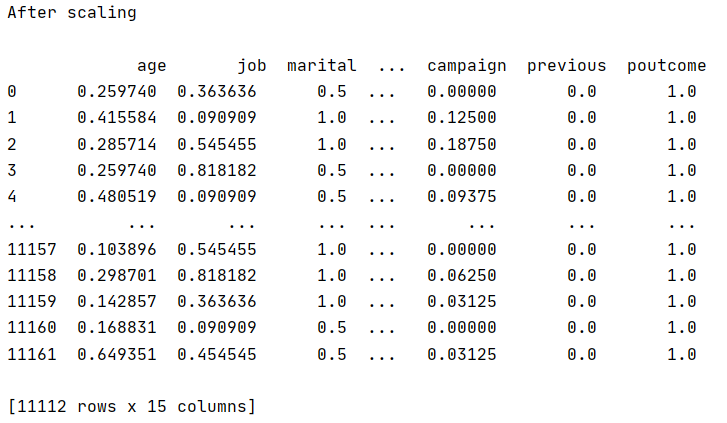 After scaling
age job marital ... campaign previous poutcome
0 0.259740 0.363636 0.5 ... 0.00000 0.0 1.0
1 0.415584 0.090909 1.0 ... 0.12500 0.0 1.0
2 0.285714 0.545455 1.0 ... 0.18750 0.0 1.0
3 0.259740 0.818182 0.5 ... 0.00000 0.0 1.0
4 0.480519 0.090909 0.5 ... 0.09375 0.0 1.0
... ... ... ... ... ... ... ...
11157 0.103896 0.545455 1.0 ... 0.00000 0.0 1.0
11158 0.298701 0.818182 1.0 ... 0.06250 0.0 1.0
11159 0.142857 0.363636 1.0 ... 0.03125 0.0 1.0
11160 0.168831 0.090909 0.5 ... 0.00000 0.0 1.0
11161 0.649351 0.454545 0.5 ... 0.03125 0.0 1.0
[11112 rows x 15 columns]